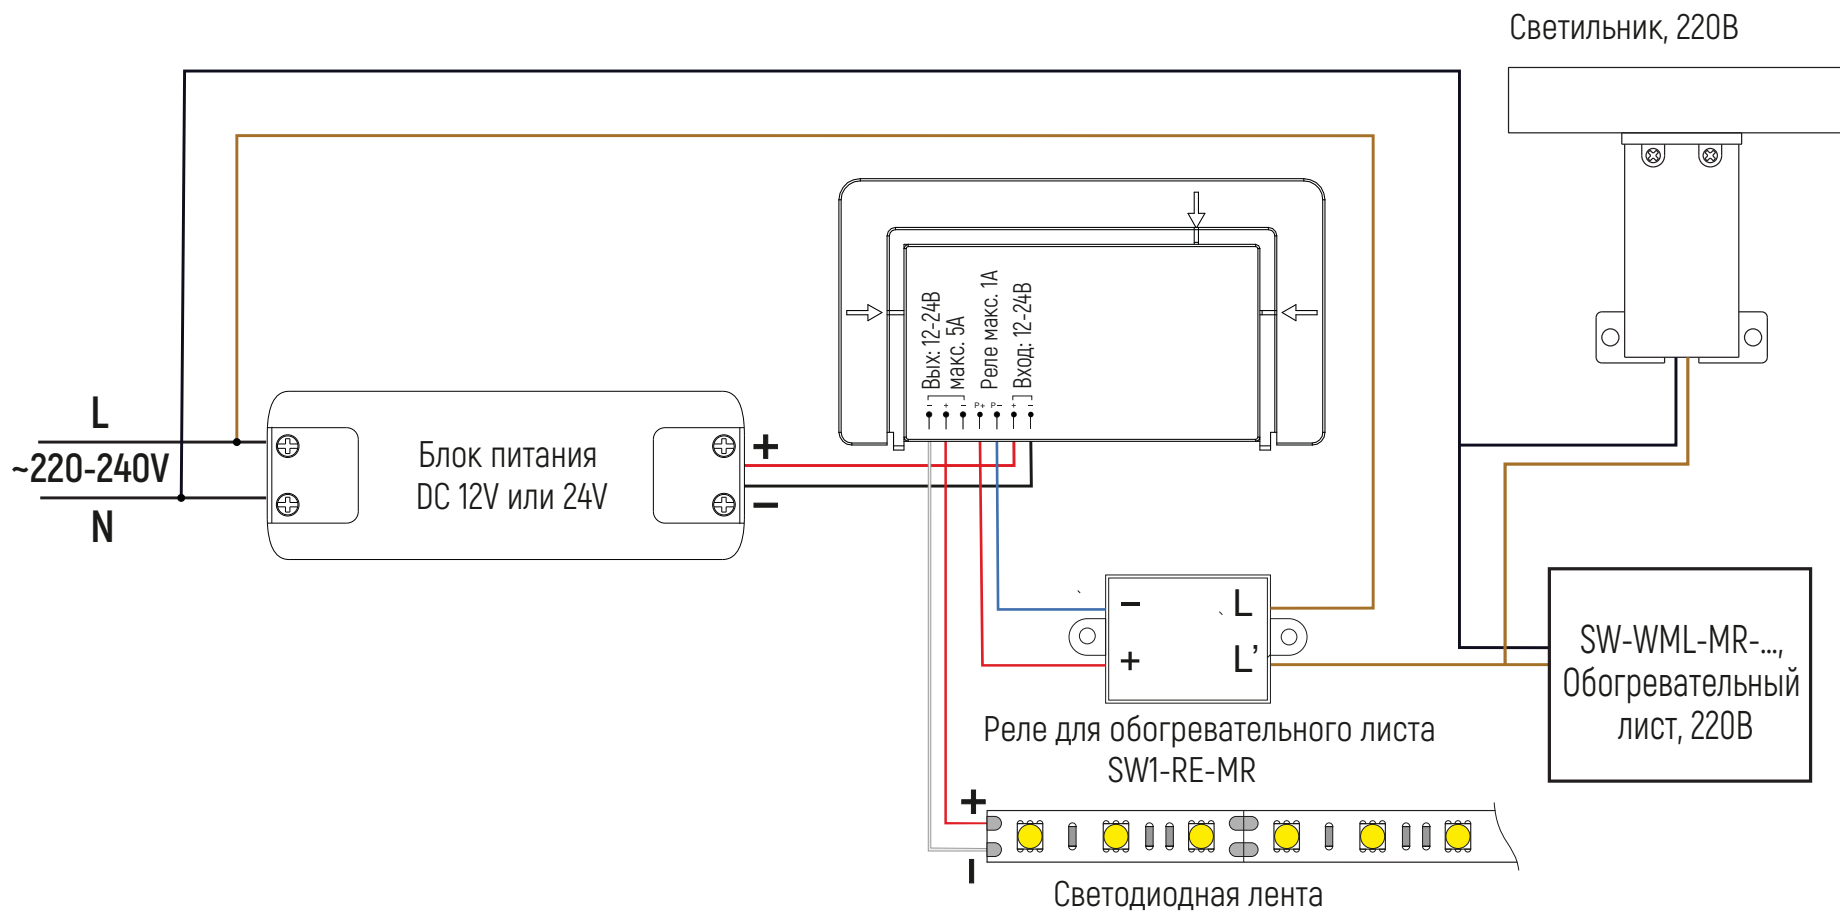 Светильник, 220В
L
~220-240V
N
Блок питания
DC 12V или 24V
+
−
Вых: 12-24В
макс. 5А
Реле макс. 1А
Вход: 12-24В
− + − P+ P− + −
− L
+ L’
Реле для обогревательного листа
SW1-RE-MR
SW-WML-MR-...,
Обогревательный
лист, 220В
+
−
Светодиодная лента